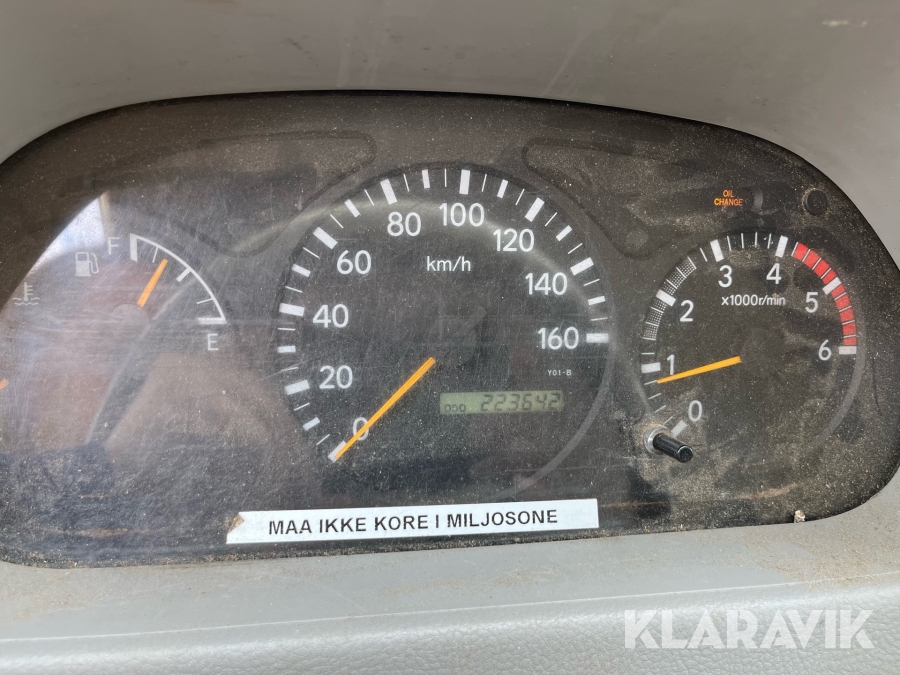 OIL
CHANGE
F
E
0
20
40
60
80
100
120
140
160
km/h
Y01-B
ODO 223642
0
1
2
3
4
5
6
x1000r/min
MAA IKKE KORE I MILJOSONE
KLARAVIK